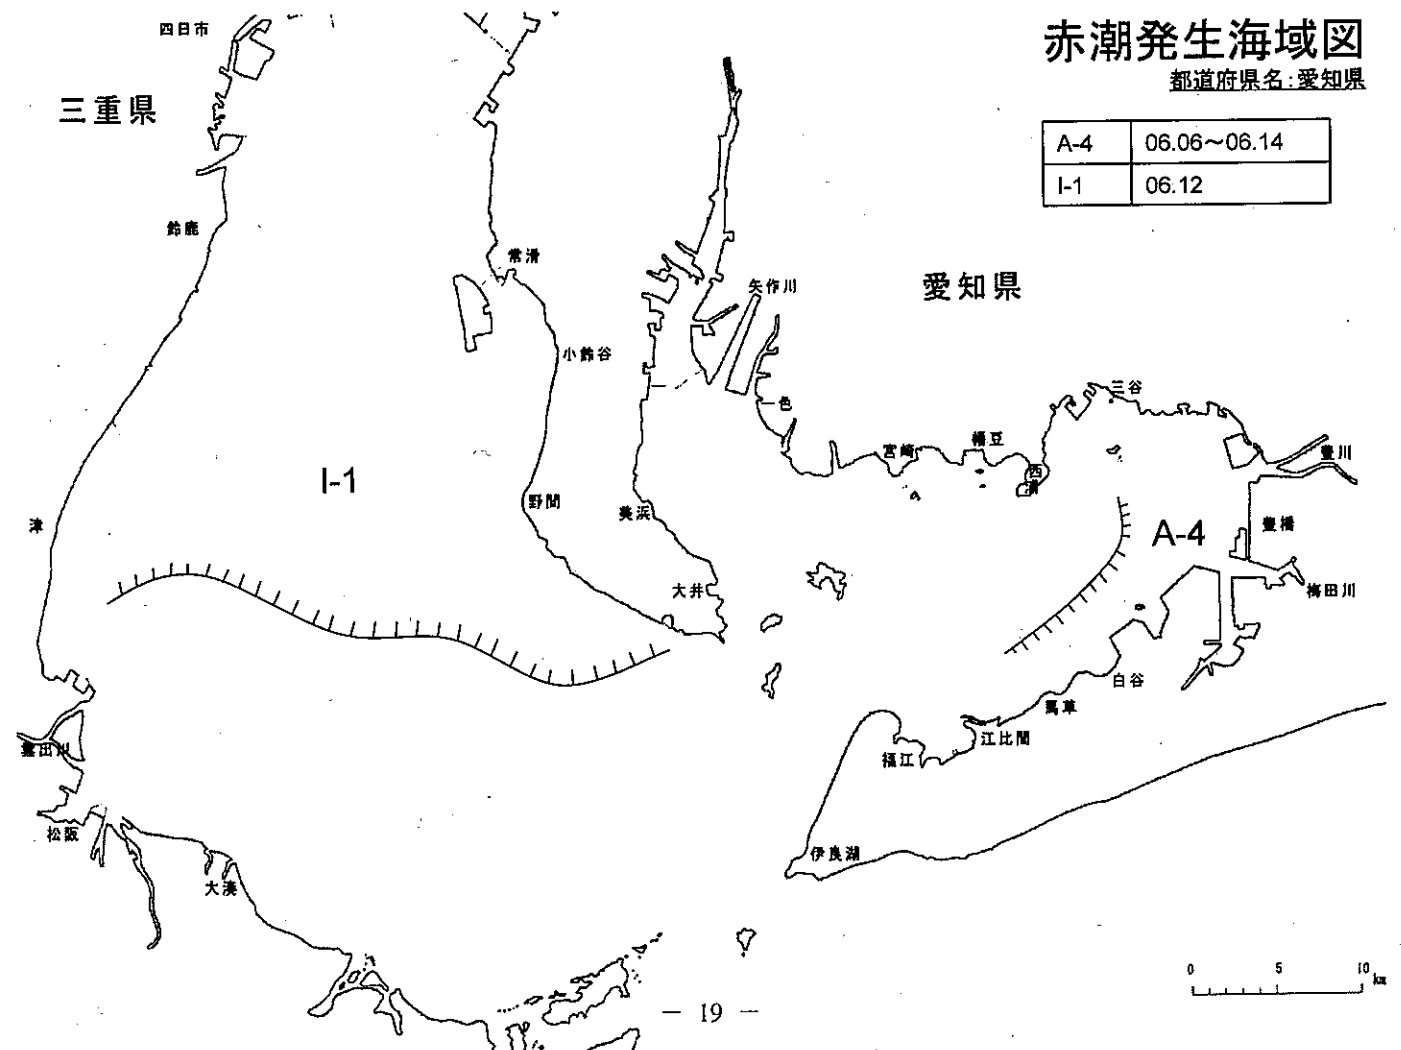 赤潮発生海域図
都道府県名:愛知県
A-4 06.06～06.14
I-1 06.12
四日市
三重県
鈴鹿
常滑
矢作川
愛知県
小鈴谷
三谷
一色
宮崎
幡豆
西浦
豊川
I-1
野間
美浜
津
A-4
豊橋
大井
梅田川
白谷
馬草
江比間
福江
雲出川
松阪
伊良湖
大湊
0 5 10 km
― 19 ―